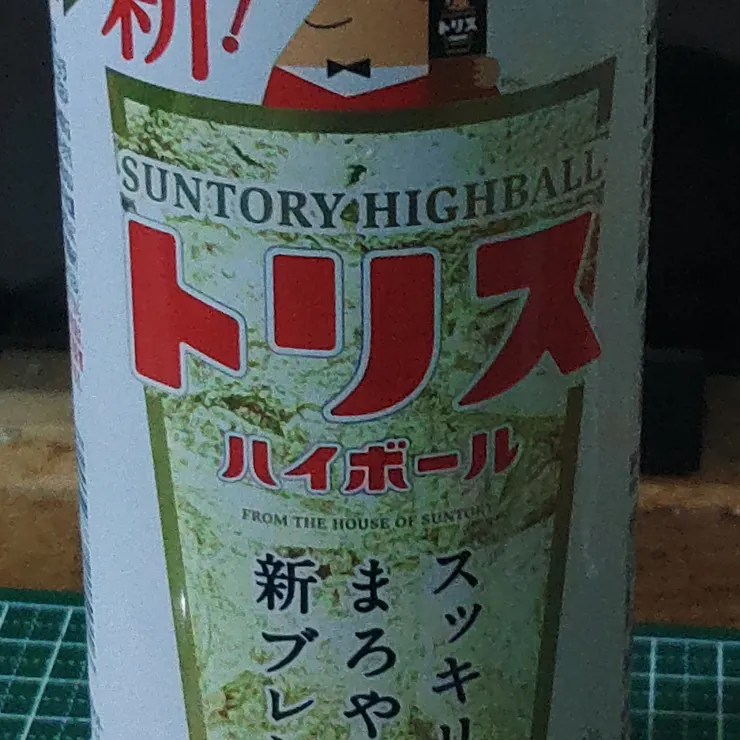 新!
トリス
SUNTORY HIGHBALL
トリス
ハイボール
FROM THE HOUSE OF SUNTORY
スッキリ
まろや
新ブレ